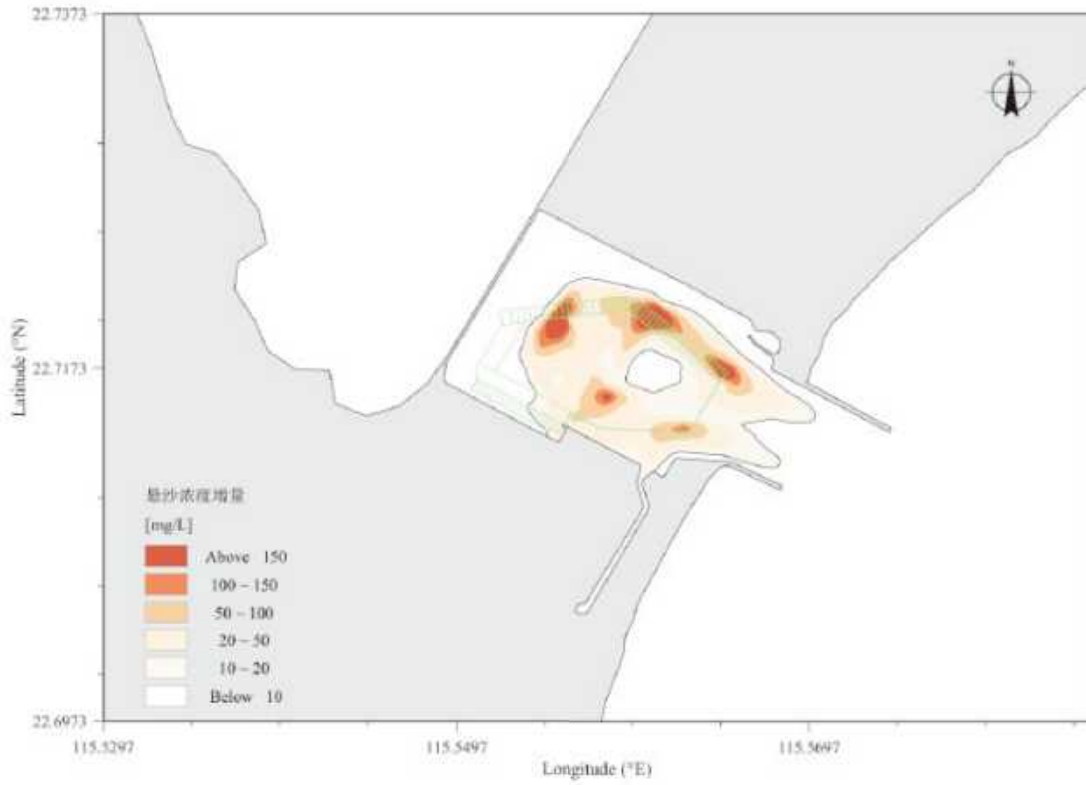 22.7373
N
22.7173
Latitude (°N)
悬沙浓度增量
[mg/L]
Above 150
100 ~ 150
50 ~ 100
20 ~ 50
10 ~ 20
Below 10
22.6973
115.5297
115.5497
115.5697
Longitude (°E)